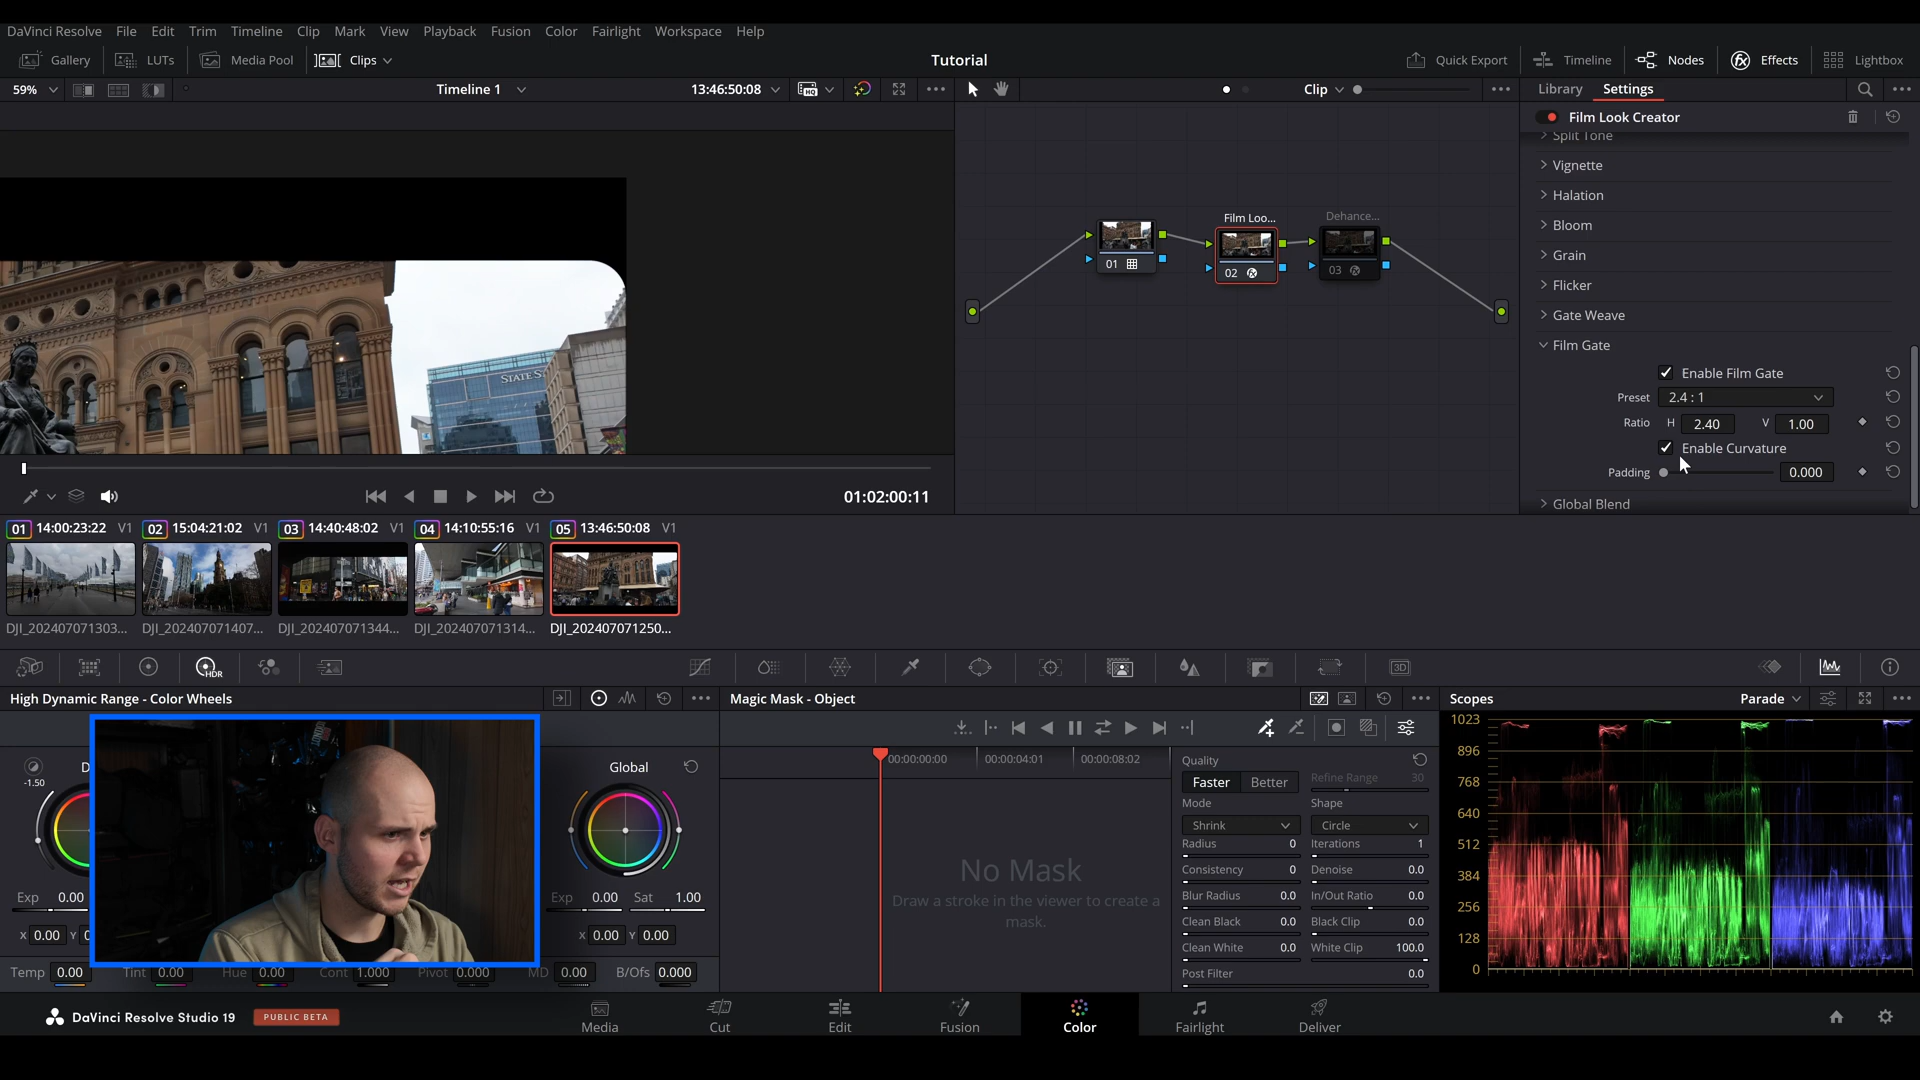 DaVinci Resolve File Edit Trim Timeline Clip Mark View Playback Fusion Color Fairlight Workspace Help
Gallery LUTs Media Pool Clips Tutorial Quick Export Timeline Nodes Effects Lightbox
59% Timeline 1 13:46:50:08 Clip Library Settings
Film Look Creator
Split Tone
Vignette
Halation
Bloom
Grain
Flicker
Gate Weave
Film Gate
Enable Film Gate
Preset 2.4 : 1
Ratio H 2.40 V 1.00
Enable Curvature
Padding 0.000
Global Blend
Film Loo...
Dehance...
01
02
03
STATE S
01:02:00:11
01 14:00:23:22 V1 02 15:04:21:02 V1 03 14:40:48:02 V1 04 14:10:55:16 V1 05 13:46:50:08 V1
DJI_202407071303... DJI_202407071407... DJI_202407071344... DJI_202407071314... DJI_202407071250...
HDR
3D
High Dynamic Range - Color Wheels
D
-1.50
Exp 0.00
X 0.00 Y
Global
Exp 0.00 Sat 1.00
X 0.00 Y 0.00
Temp 0.00 Tint 0.00 Hue 0.00 Cont 1.000 Pivot 0.000 MD 0.00 B/Ofs 0.000
Magic Mask - Object
00:00:00:00 00:00:04:01 00:00:08:02
No Mask
Draw a stroke in the viewer to create a
mask.
Quality
Faster Better Refine Range 30
Mode Shape
Shrink Circle
Radius 0 Iterations 1
Consistency 0 Denoise 0.0
Blur Radius 0.0 In/Out Ratio 0.0
Clean Black 0.0 Black Clip 0.0
Clean White 0.0 White Clip 100.0
Post Filter 0.0
Scopes Parade
1023
896
768
640
512
384
256
128
0
DaVinci Resolve Studio 19 PUBLIC BETA
Media Cut Edit Fusion Color Fairlight Deliver